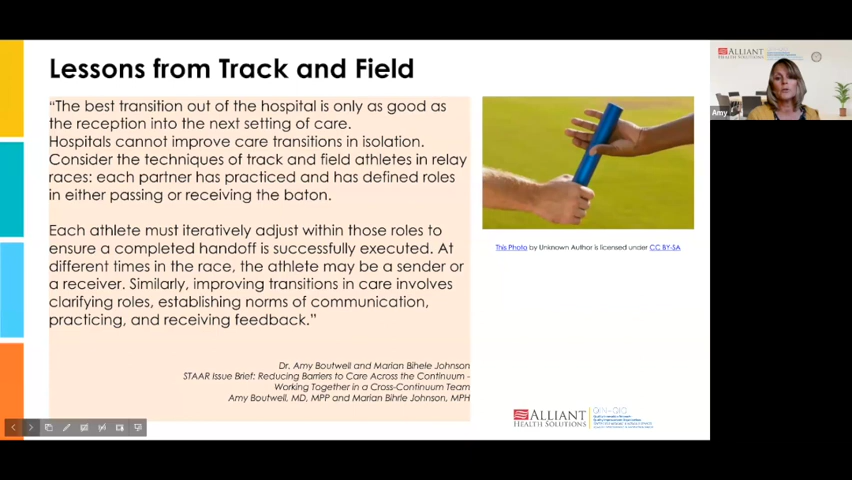 Lessons from Track and Field
“The best transition out of the hospital is only as good as
the reception into the next setting of care.
Hospitals cannot improve care transitions in isolation.
Consider the techniques of track and field athletes in relay
races: each partner has practiced and has defined roles
in either passing or receiving the baton.
Each athlete must iteratively adjust within those roles to
ensure a completed handoff is successfully executed. At
different times in the race, the athlete may be a sender or
a receiver. Similarly, improving transitions in care involves
clarifying roles, establishing norms of communication,
practicing, and receiving feedback.”
Dr. Amy Boutwell and Marian Bihele Johnson
STAAR Issue Brief: Reducing Barriers to Care Across the Continuum -
Working Together in a Cross-Continuum Team
Amy Boutwell, MD, MPP and Marian Bihrle Johnson, MPH
This Photo by Unknown Author is licensed under CC BY-SA
ALLIANT
HEALTH SOLUTIONS
QIN-QIO
ALLIANT
HEALTH SOLUTIONS
Amy